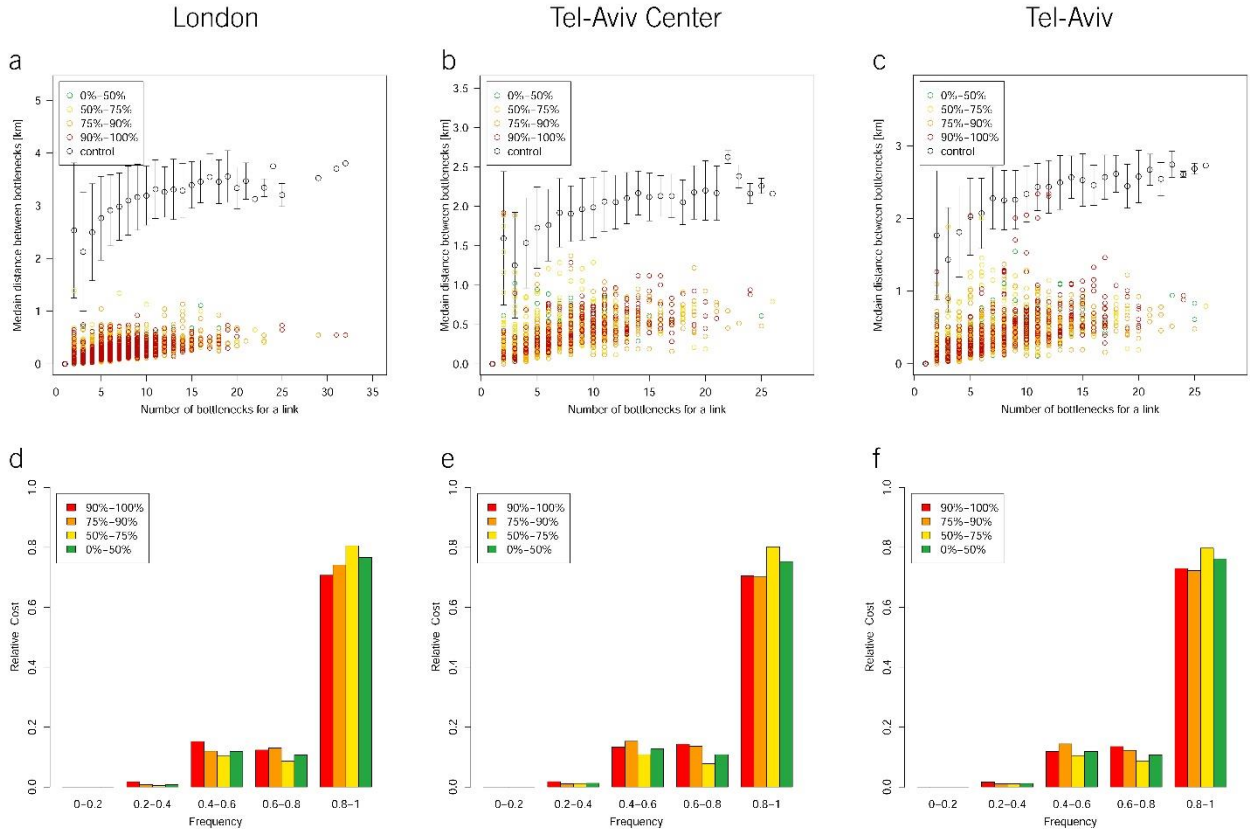 London
Tel-Aviv Center
Tel-Aviv
a
b
c
Medain distance between bottlenecks [km]
0 1 2 3 4 5
0%-50%
50%-75%
75%-90%
90%-100%
control
0 5 10 15 20 25 30 35
Number of bottlenecks for a link
Medain distance between bottlenecks [km]
0.0 0.5 1.0 1.5 2.0 2.5 3.0 3.5
0%-50%
50%-75%
75%-90%
90%-100%
control
0 5 10 15 20 25
Number of bottlenecks for a link
Medain distance between bottlenecks [km]
0 1 2 3
0%-50%
50%-75%
75%-90%
90%-100%
control
0 5 10 15 20 25
Number of bottlenecks for a link
d
e
f
Relative Cost
0.0 0.2 0.4 0.6 0.8 1.0
90%-100%
75%-90%
50%-75%
0%-50%
0-0.2 0.2-0.4 0.4-0.6 0.6-0.8 0.8-1
Frequency
Relative Cost
0.0 0.2 0.4 0.6 0.8 1.0
90%-100%
75%-90%
50%-75%
0%-50%
0-0.2 0.2-0.4 0.4-0.6 0.6-0.8 0.8-1
Frequency
Relative Cost
0.0 0.2 0.4 0.6 0.8 1.0
90%-100%
75%-90%
50%-75%
0%-50%
0-0.2 0.2-0.4 0.4-0.6 0.6-0.8 0.8-1
Frequency